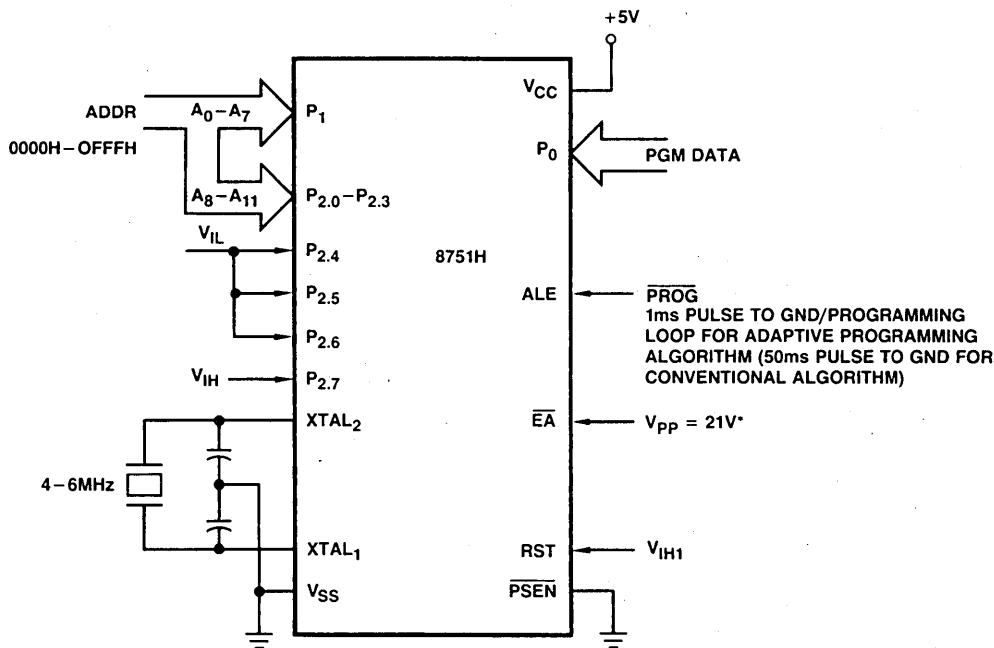 +5V
VCC
ADDR
0000H–OFFFH
A0–A7
P1
A8–A11
P2.0–P2.3
P0
PGM DATA
VIL
P2.4
P2.5
P2.6
8751H
ALE
PROG
1ms PULSE TO GND/PROGRAMMING
LOOP FOR ADAPTIVE PROGRAMMING
ALGORITHM (50ms PULSE TO GND FOR
CONVENTIONAL ALGORITHM)
VIH
P2.7
XTAL2
EA
VPP = 21V*
4–6MHz
XTAL1
RST
VIH1
VSS
PSEN